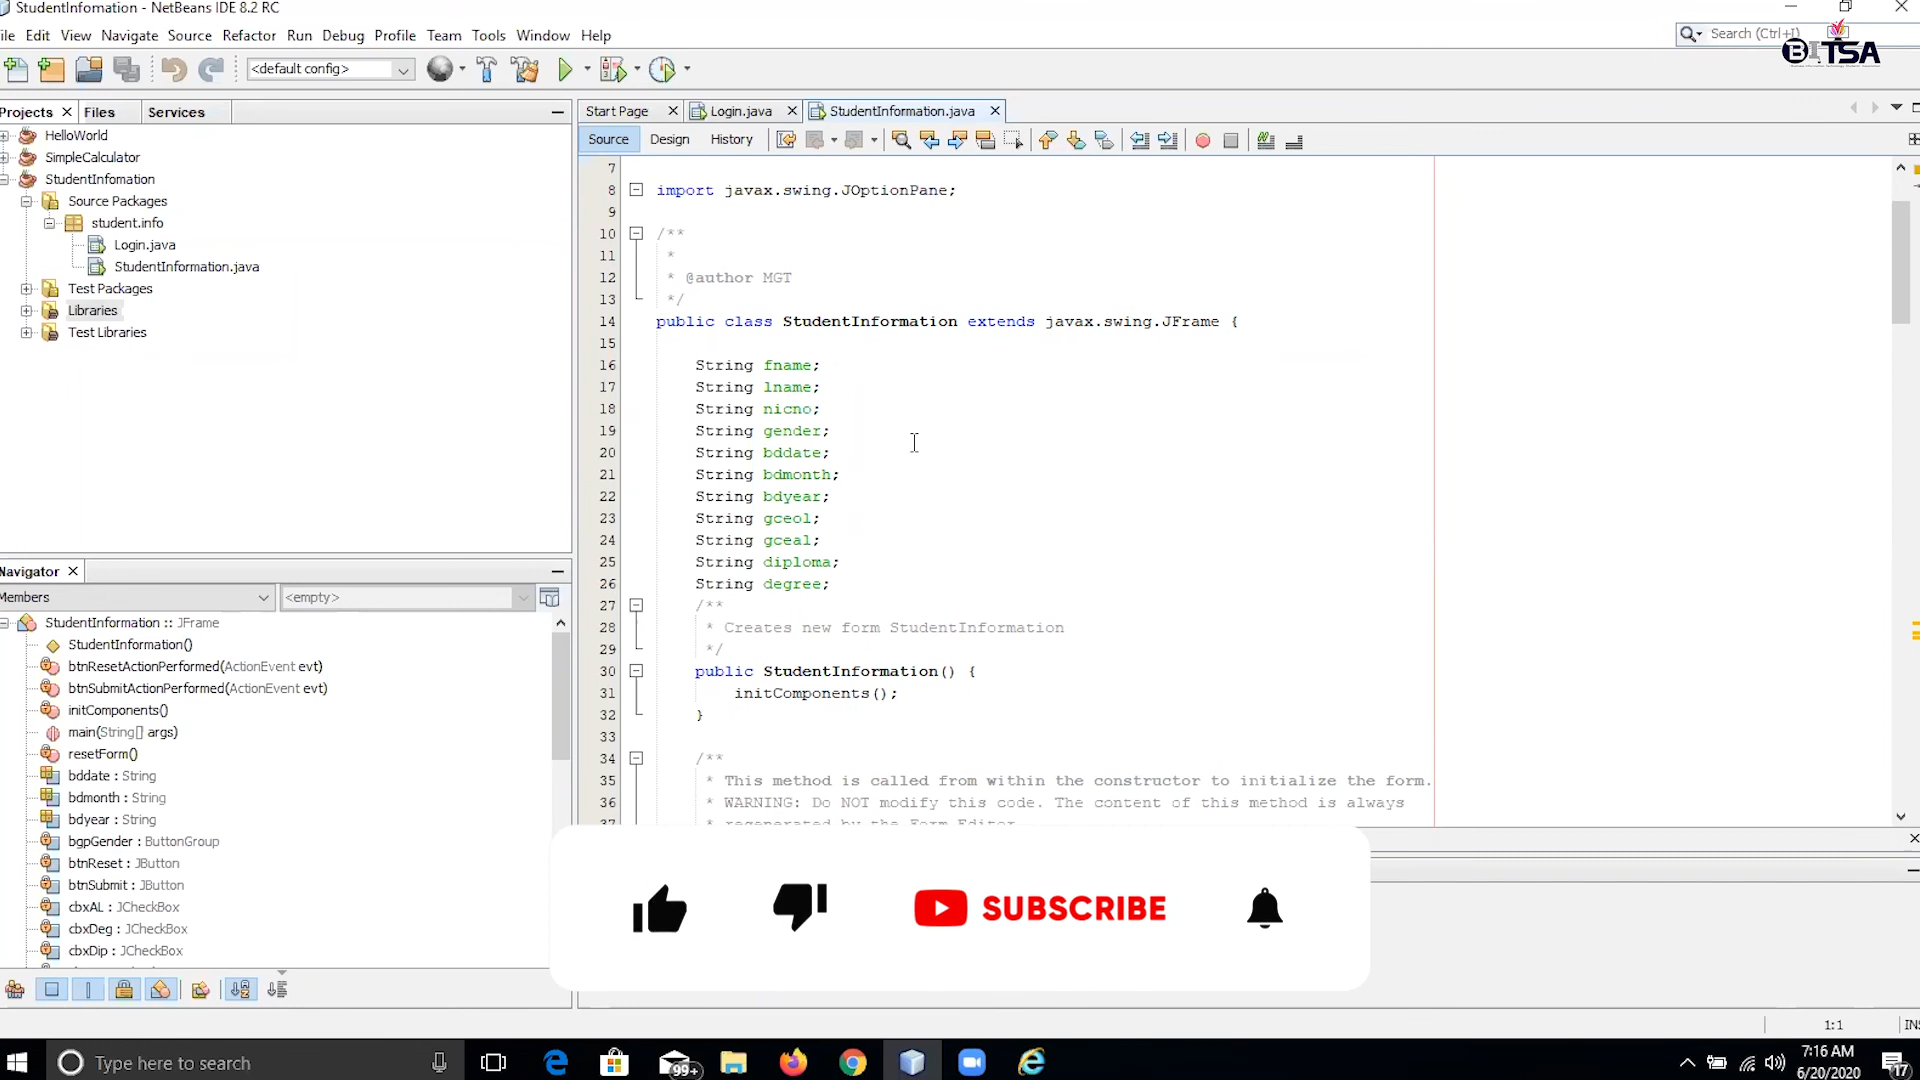 StudentInfomation - NetBeans IDE 8.2 RC
ile Edit View Navigate Source Refactor Run Debug Profile Team Tools Window Help
Search (Ctrl+I)
BITSA
<default config>
Projects Files Services
HelloWorld
SimpleCalculator
StudentInfomation
Source Packages
student.info
Login.java
StudentInformation.java
Test Packages
Libraries
Test Libraries
Navigator
Members
<empty>
StudentInformation :: JFrame
StudentInformation()
btnResetActionPerformed(ActionEvent evt)
btnSubmitActionPerformed(ActionEvent evt)
initComponents()
main(String[] args)
resetForm()
bddate : String
bdmonth : String
bdyear : String
bgpGender : ButtonGroup
btnReset : JButton
btnSubmit : JButton
cbxAL : JCheckBox
cbxDeg : JCheckBox
cbxDip : JCheckBox
Start Page Login.java StudentInformation.java
Source Design History
7
8 import javax.swing.JOptionPane;
9
10 /**
11 *
12 * @author MGT
13 */
14 public class StudentInformation extends javax.swing.JFrame {
15
16 String fname;
17 String lname;
18 String nicno;
19 String gender;
20 String bddate;
21 String bdmonth;
22 String bdyear;
23 String gceol;
24 String gceal;
25 String diploma;
26 String degree;
27 /**
28 * Creates new form StudentInformation
29 */
30 public StudentInformation() {
31 initComponents();
32 }
33
34 /**
35 * This method is called from within the constructor to initialize the form.
36 * WARNING: Do NOT modify this code. The content of this method is always
37 * regenerated by the Form Editor.
SUBSCRIBE
1:1 INS
Type here to search
99+
7:16 AM
6/20/2020
17